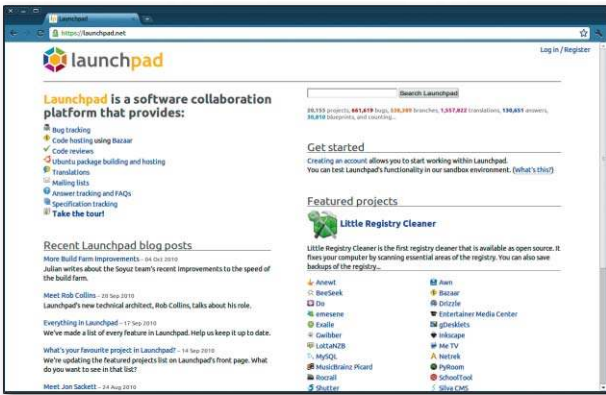 Launchpad
https://launchpad.net
Log in / Register
launchpad
Launchpad is a software collaboration
platform that provides:
Bug tracking
Code hosting using Bazaar
Code reviews
Ubuntu package building and hosting
Translations
Mailing lists
Answer tracking and FAQs
Specification tracking
Take the tour!
Recent Launchpad blog posts
More Build Farm Improvements - 04 Oct 2010
Julian writes about the Soyuz team's recent improvements to the speed of
the build farm.
Meet Rob Collins - 20 Sep 2010
Launchpad's new technical architect, Rob Collins, talks about his role.
Everything in Launchpad - 17 Sep 2010
We've made a list of every feature in Launchpad. Help us keep it up to date.
What's your favourite project in Launchpad? - 14 Sep 2010
We're updating the featured projects list on Launchpad's front page. What
do you want to see in that list?
Meet Jon Sackett - 24 Aug 2010
Search Launchpad
projects, bugs, branches, translations, answers,
blueprints, and counting...
Get started
Creating an account allows you to start working within Launchpad.
You can test Launchpad's functionality in our sandbox environment. (What's this?)
Featured projects
Little Registry Cleaner
Little Registry Cleaner is the first registry cleaner that is available as open source. It
fixes your computer by scanning essential areas of the registry. You can also save
backups of the registry...
Anewt
BeeSeek
Do
emesene
Exaile
Gwibber
LottaNZB
MySQL
MusicBrainz Picard
Rocrail
Shutter
Awn
Bazaar
Drizzle
Entertainer Media Center
gDesklets
Inkscape
Me TV
Netrek
PyRoom
SchoolTool
Silva CMS